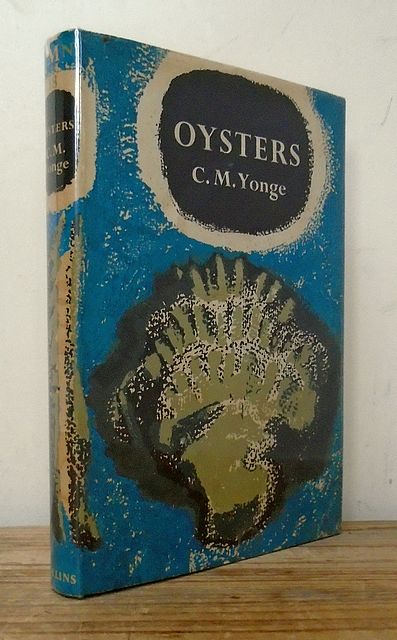 OYSTERS
C. M. Yonge
OYSTERS
C. M.
Yonge